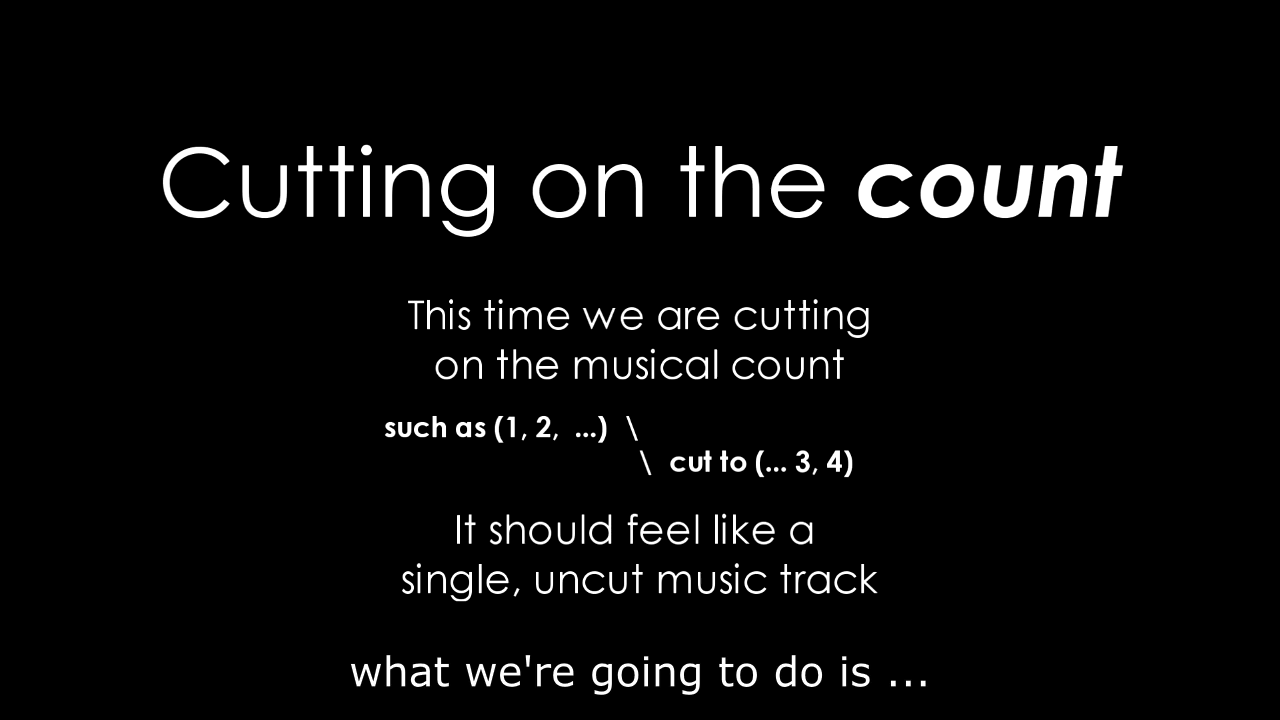 Cutting on the count
This time we are cutting
on the musical count
such as (1, 2, ...) \
\ cut to (... 3, 4)
It should feel like a
single, uncut music track
what we're going to do is ...